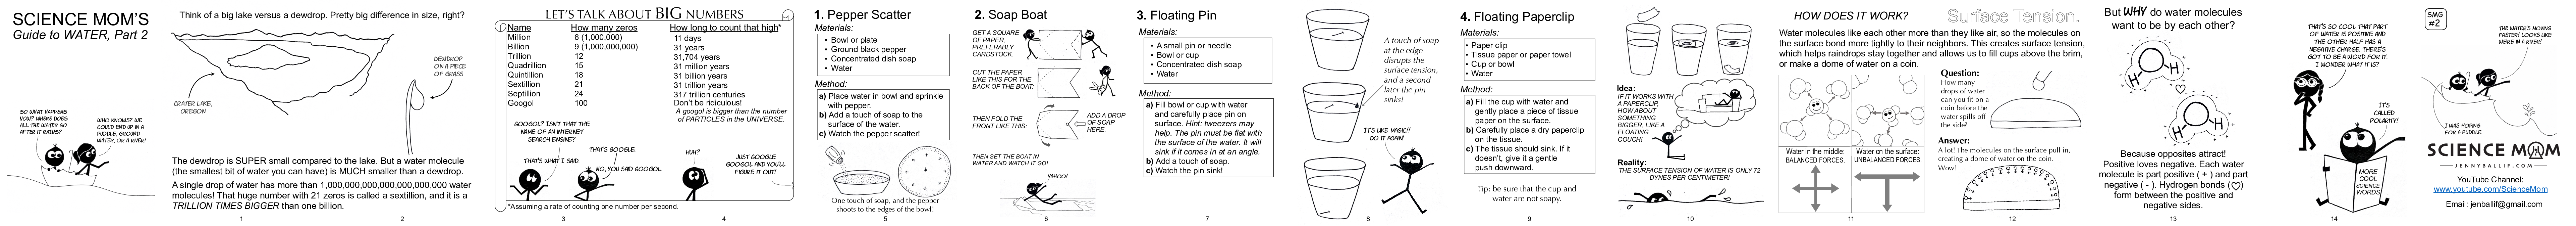 SCIENCE MOM'S
Guide to WATER, Part 2
SO WHAT HAPPENS
NOW? WHERE DOES
ALL THE WATER GO
AFTER IT RAINS?
WHO KNOWS? WE
COULD END UP IN A
PUDDLE, GROUND
WATER, OR A RIVER!
Think of a big lake versus a dewdrop. Pretty big difference in size, right?
CRATER LAKE,
OREGON
DEWDROP
ON A PIECE
OF GRASS
The dewdrop is SUPER small compared to the lake. But a water molecule
(the smallest bit of water you can have) is MUCH smaller than a dewdrop.
A single drop of water has more than 1,000,000,000,000,000,000,000 water
molecules! That huge number with 21 zeros is called a sextillion, and it is a
TRILLION TIMES BIGGER than one billion.
1
2
LET'S TALK ABOUT BIG NUMBERS
Name How many zeros How long to count that high*
Million 6 (1,000,000) 11 days
Billion 9 (1,000,000,000) 31 years
Trillion 12 31,704 years
Quadrillion 15 31 million years
Quintillion 18 31 billion years
Sextillion 21 31 trillion years
Septillion 24 317 trillion centuries
Googol 100 Don't be ridiculous!
A googol is bigger than the number
of PARTICLES in the UNIVERSE.
GOOGOL? ISN'T THAT THE
NAME OF AN INTERNET
SEARCH ENGINE?
THAT'S GOOGLE.
THAT'S WHAT I SAID.
NO, YOU SAID GOOGOL.
HUH?
JUST GOOGLE
GOOGOL AND YOU'LL
FIGURE IT OUT!
*Assuming a rate of counting one number per second.
3
4
1. Pepper Scatter
Materials:
• Bowl or plate
• Ground black pepper
• Concentrated dish soap
• Water
Method:
a) Place water in bowl and sprinkle
with pepper.
b) Add a touch of soap to the
surface of the water.
c) Watch the pepper scatter!
One touch of soap, and the pepper
shoots to the edges of the bowl!
5
2. Soap Boat
GET A SQUARE
OF PAPER,
PREFERABLY
CARDSTOCK.
CUT THE PAPER
LIKE THIS FOR THE
BACK OF THE BOAT:
THEN FOLD THE
FRONT LIKE THIS:
ADD A DROP
OF SOAP
HERE.
THEN SET THE BOAT IN
WATER AND WATCH IT GO!
YAHOO!
6
3. Floating Pin
Materials:
• A small pin or needle
• Bowl or cup
• Concentrated dish soap
• Water
Method:
a) Fill bowl or cup with water
and carefully place pin on
surface. Hint: tweezers may
help. The pin must be flat with
the surface of the water. It will
sink if it comes in at an angle.
b) Add a touch of soap.
c) Watch the pin sink!
7
A touch of soap
at the edge
disrupts the
surface tension,
and a second
later the pin
sinks!
IT'S LIKE MAGIC!!
DO IT AGAIN!
8
4. Floating Paperclip
Materials:
• Paper clip
• Tissue paper or paper towel
• Cup or bowl
• Water
Method:
a) Fill the cup with water and
gently place a piece of tissue
paper on the surface.
b) Carefully place a dry paperclip
on the tissue.
c) The tissue should sink. If it
doesn't, give it a gentle
push downward.
Tip: be sure that the cup and
water are not soapy.
9
Idea:
IF IT WORKS WITH
A PAPERCLIP,
HOW ABOUT
SOMETHING
BIGGER, LIKE A
FLOATING
COUCH!
Reality:
THE SURFACE TENSION OF WATER IS ONLY 72
DYNES PER CENTIMETER!
10
HOW DOES IT WORK?
Surface Tension.
Water molecules like each other more than they like air, so the molecules on
the surface bond more tightly to their neighbors. This creates surface tension,
which helps raindrops stay together and allows us to fill cups above the brim,
or make a dome of water on a coin.
Water in the middle:
BALANCED FORCES.
Water on the surface:
UNBALANCED FORCES.
11
Question:
How many
drops of water
can you fit on a
coin before the
water spills off
the side?
Answer:
A lot! The molecules on the surface pull in,
creating a dome of water on the coin.
Wow!
12
But WHY do water molecules
want to be by each other?
H O H
H O H
Because opposites attract!
Positive loves negative. Each water
molecule is part positive ( + ) and part
negative ( - ). Hydrogen bonds (♡)
form between the positive and
negative sides.
13
THAT'S SO COOL THAT PART
OF WATER IS POSITIVE AND
THE OTHER HALF HAS A
NEGATIVE CHARGE. THERE'S
GOT TO BE A WORD FOR IT.
I WONDER WHAT IT IS?
IT'S
CALLED
POLARITY!
MORE
COOL
SCIENCE
WORDS
14
SMG
#2
THE WATER'S MOVING
FASTER! LOOKS LIKE
WE'RE IN A RIVER!
I WAS HOPING
FOR A PUDDLE.
SCIENCE MOM
JENNYBALLIF.COM
YouTube Channel:
www.youtube.com/ScienceMom
Email: jenballif@gmail.com